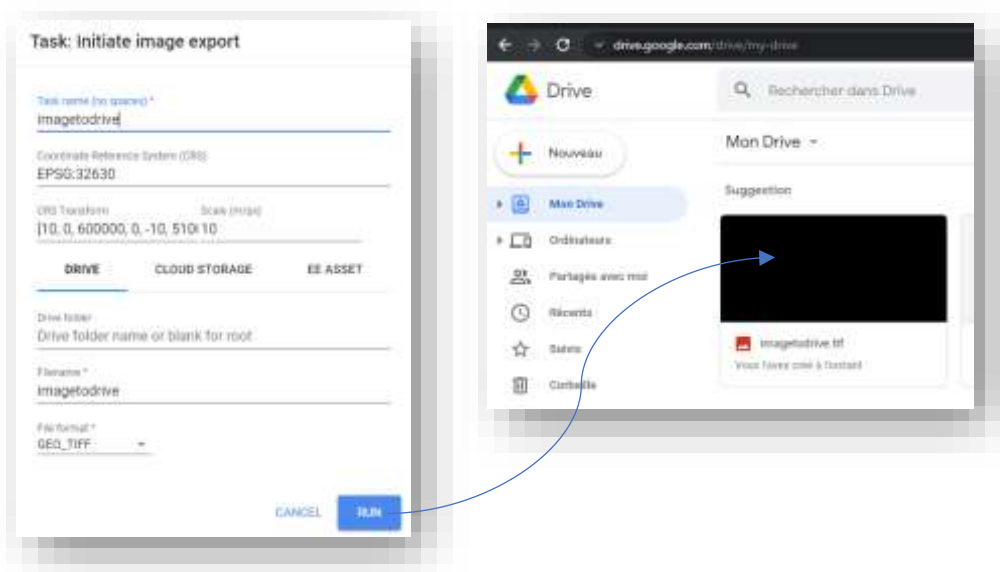 Task: Initiate image export
Task name (no spaces) *
imagetodrive
Coordinate Reference System (CRS)
EPSG:32630
CRS Transform Scale (m/px)
[10, 0, 600000, 0, -10, 510( 10
DRIVE CLOUD STORAGE EE ASSET
Drive folder
Drive folder name or blank for root
Filename *
imagetodrive
File format *
GEO_TIFF
CANCEL RUN
drive.google.com/drive/my-drive
Drive
Rechercher dans Drive
Nouveau
Mon Drive
Suggestion
Mon Drive
Ordinateurs
Partagés avec moi
Récents
Suivis
Corbeille
imagetodrive.tif
Vous l'avez créé à l'instant